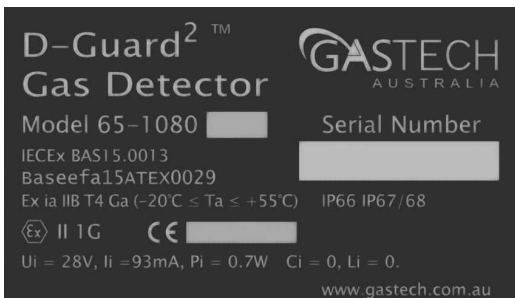 D-Guard² ™
Gas Detector
GASTECH
AUSTRALIA
Model 65-1080
Serial Number
IECEx BAS15.0013
Baseefa15ATEX0029
Ex ia IIB T4 Ga (-20℃ ≤ Ta ≤ +55℃)
IP66 IP67/68
Ex II 1G CE
Ui = 28V, Ii =93mA, Pi = 0.7W Ci = 0, Li = 0.
www.gastech.com.au